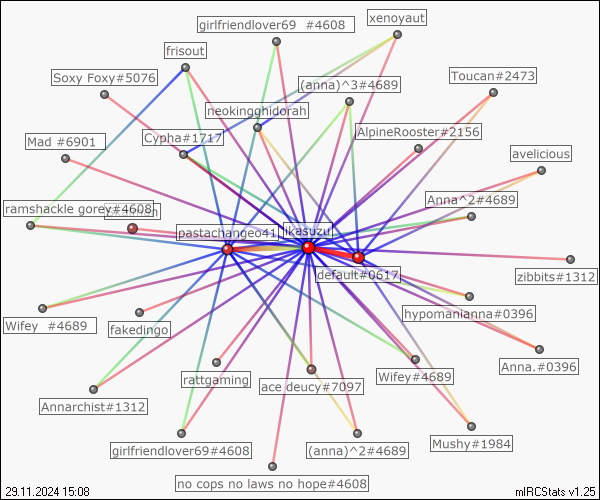 girlfriendlover69 #4608
xenoyaut
frisout
Soxy Foxy#5076
(anna)^3#4689
Toucan#2473
neokingghidorah
Mad #6901
Cypha#1717
AlpineRooster#2156
avelicious
Anna^2#4689
ramshackle gorey#4608
pastachangeo41
likasuzu
default#0617
zibbits#1312
hypomanianna#0396
Wifey #4689
fakedingo
Anna.#0396
rattgaming
ace deucy#7097
Wifey#4689
Annarchist#1312
girlfriendlover69#4608
(anna)^2#4689
Mushy#1984
no cops no laws no hope#4608
29.11.2024 15:08
mIRCStats v1.25